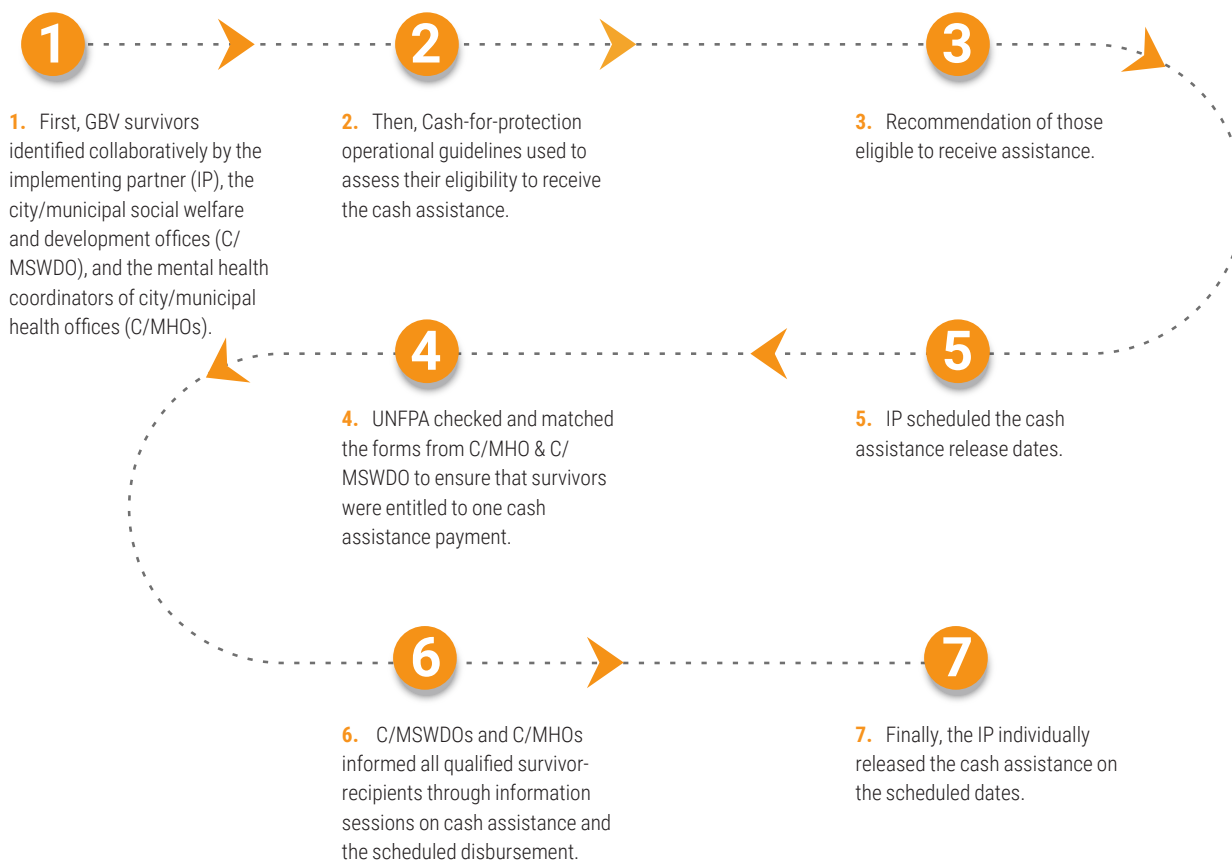 1
2
3
1. First, GBV survivors
identified collaboratively by the
implementing partner (IP), the
city/municipal social welfare
and development offices (C/
MSWDO), and the mental health
coordinators of city/municipal
health offices (C/MHOs).
2. Then, Cash-for-protection
operational guidelines used to
assess their eligibility to receive
the cash assistance.
3. Recommendation of those
eligible to receive assistance.
4
5
4. UNFPA checked and matched
the forms from C/MHO & C/
MSWDO to ensure that survivors
were entitled to one cash
assistance payment.
5. IP scheduled the cash
assistance release dates.
6
7
6. C/MSWDOs and C/MHOs
informed all qualified survivor-
recipients through information
sessions on cash assistance and
the scheduled disbursement.
7. Finally, the IP individually
released the cash assistance on
the scheduled dates.